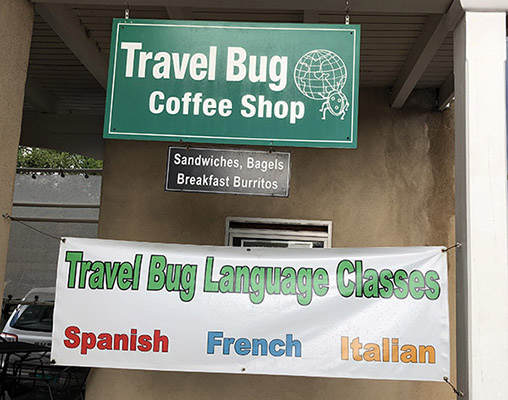 Travel Bug
Coffee Shop
Sandwiches, Bagels
Breakfast Burritos
Travel Bug Language Classes
Spanish French Italian